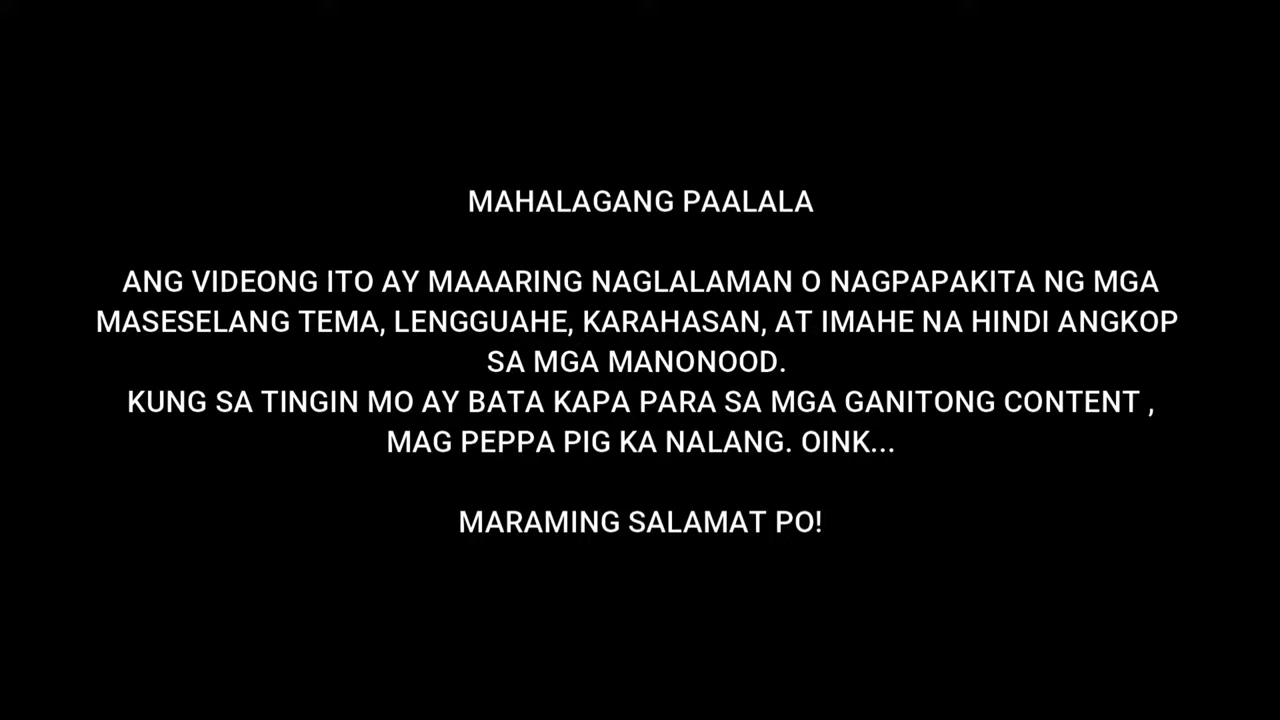 MAHALAGANG PAALALA
ANG VIDEONG ITO AY MAAARING NAGLALAMAN O NAGPAPAKITA NG MGA
MASESELANG TEMA, LENGGUAHE, KARAHASAN, AT IMAHE NA HINDI ANGKOP
SA MGA MANONOOD.
KUNG SA TINGIN MO AY BATA KAPA PARA SA MGA GANITONG CONTENT ,
MAG PEPPA PIG KA NALANG. OINK...
MARAMING SALAMAT PO!